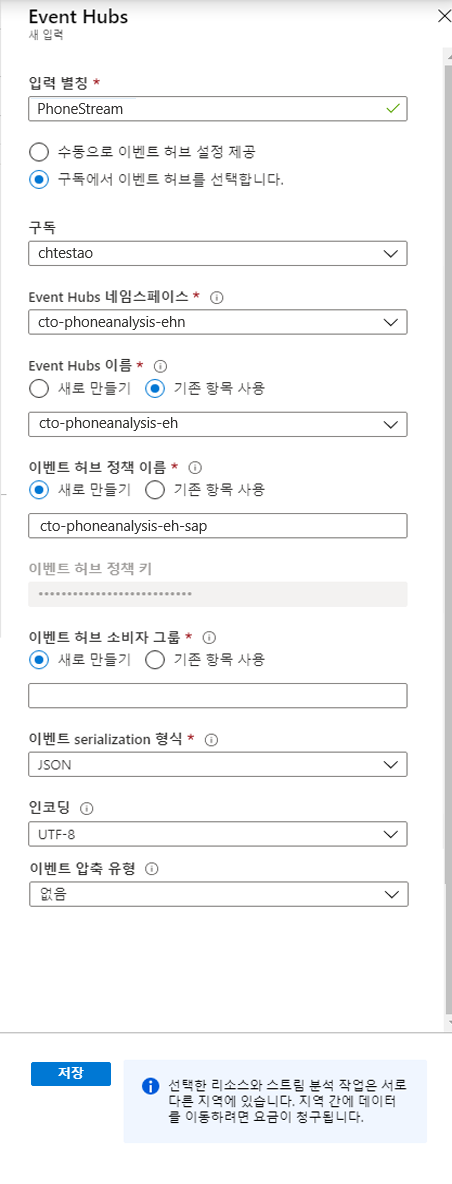 Event Hubs
새 입력
입력 별칭 *
PhoneStream
수동으로 이벤트 허브 설정 제공
구독에서 이벤트 허브를 선택합니다.
구독
chtestao
Event Hubs 네임스페이스 *
cto-phoneanalysis-ehn
Event Hubs 이름 *
새로 만들기 기존 항목 사용
cto-phoneanalysis-eh
이벤트 허브 정책 이름 *
새로 만들기 기존 항목 사용
cto-phoneanalysis-eh-sap
이벤트 허브 정책 키
•••••••••••••••••••••••••••
이벤트 허브 소비자 그룹 *
새로 만들기 기존 항목 사용
이벤트 serialization 형식 *
JSON
인코딩
UTF-8
이벤트 압축 유형
없음
저장
선택한 리소스와 스트림 분석 작업은 서로
다른 지역에 있습니다. 지역 간에 데이터
를 이동하려면 요금이 청구됩니다.